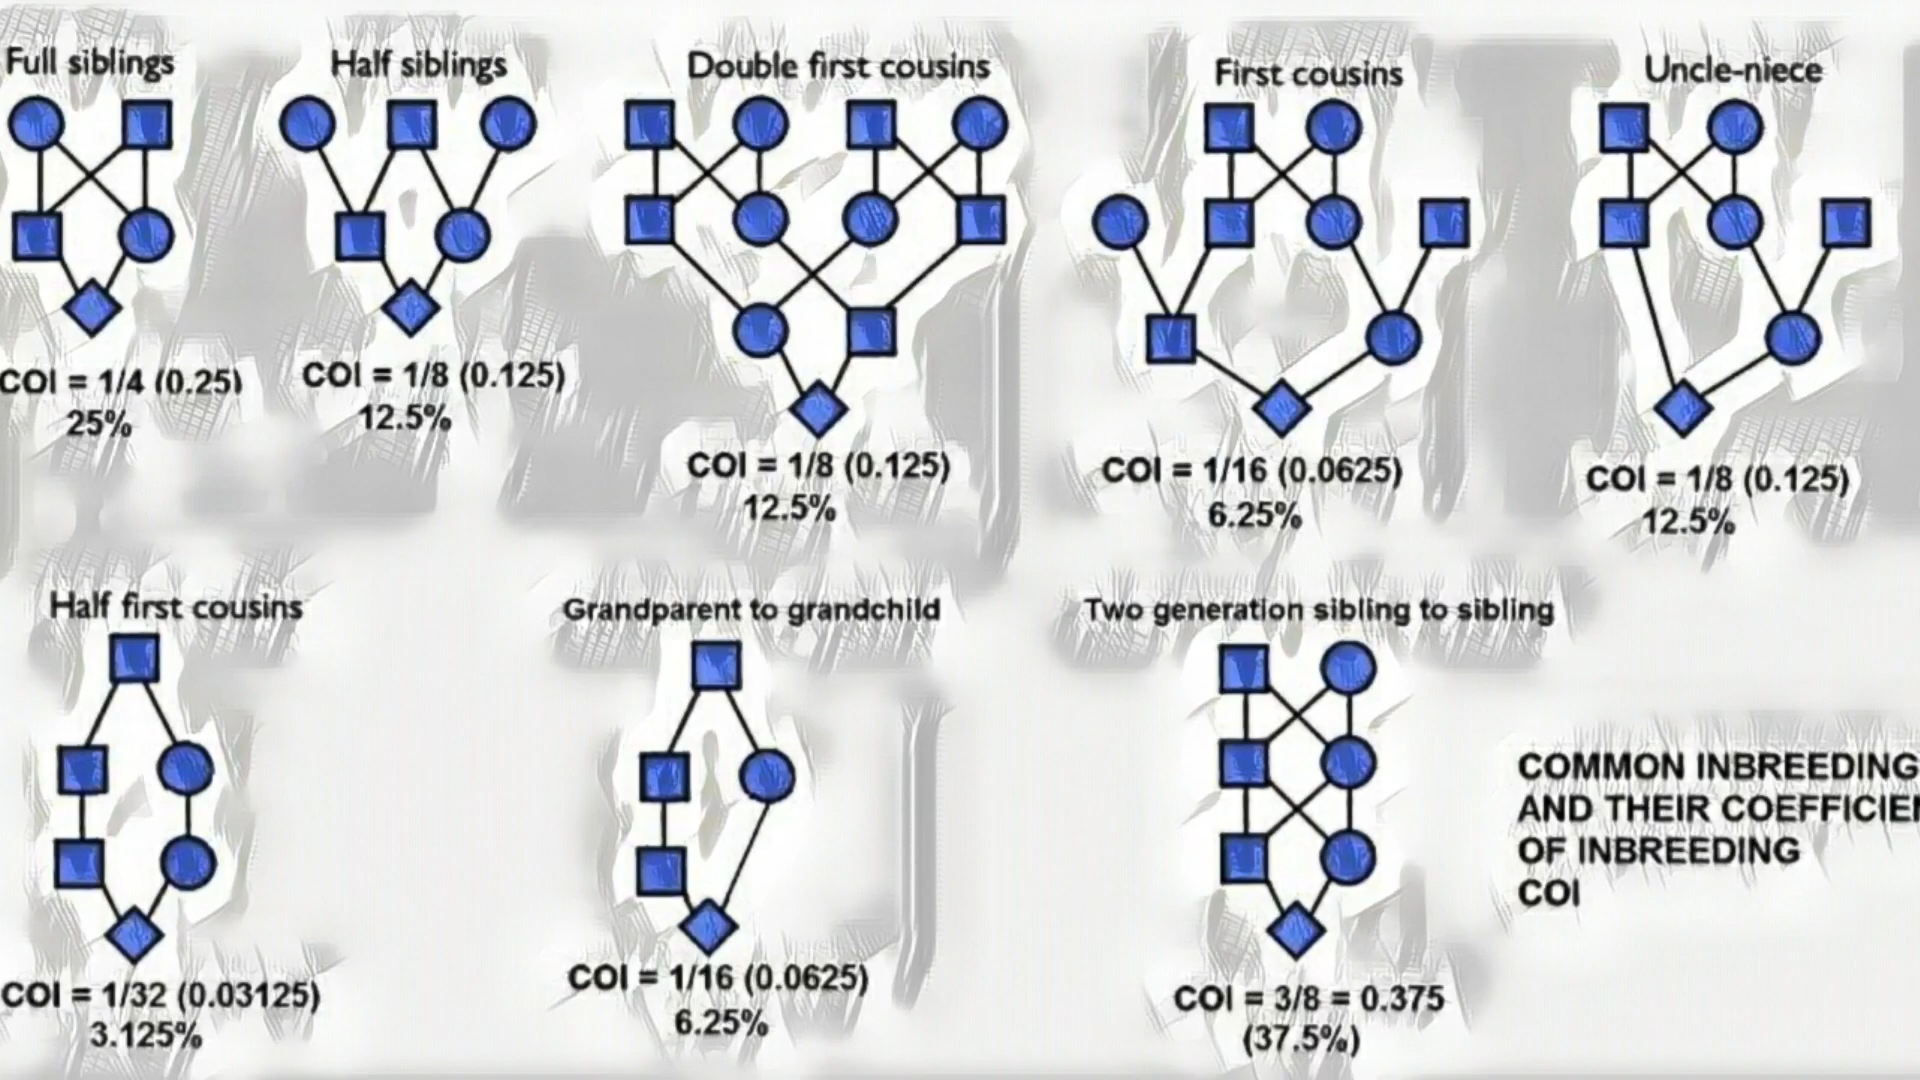 Full siblings
COI = 1/4 (0.25)
25%
Half siblings
COI = 1/8 (0.125)
12.5%
Double first cousins
COI = 1/8 (0.125)
12.5%
First cousins
COI = 1/16 (0.0625)
6.25%
Uncle-niece
COI = 1/8 (0.125)
12.5%
Half first cousins
COI = 1/32 (0.03125)
3.125%
Grandparent to grandchild
COI = 1/16 (0.0625)
6.25%
Two generation sibling to sibling
COI = 3/8 = 0.375
(37.5%)
COMMON INBREEDING
AND THEIR COEFFICIEN
OF INBREEDING
COI